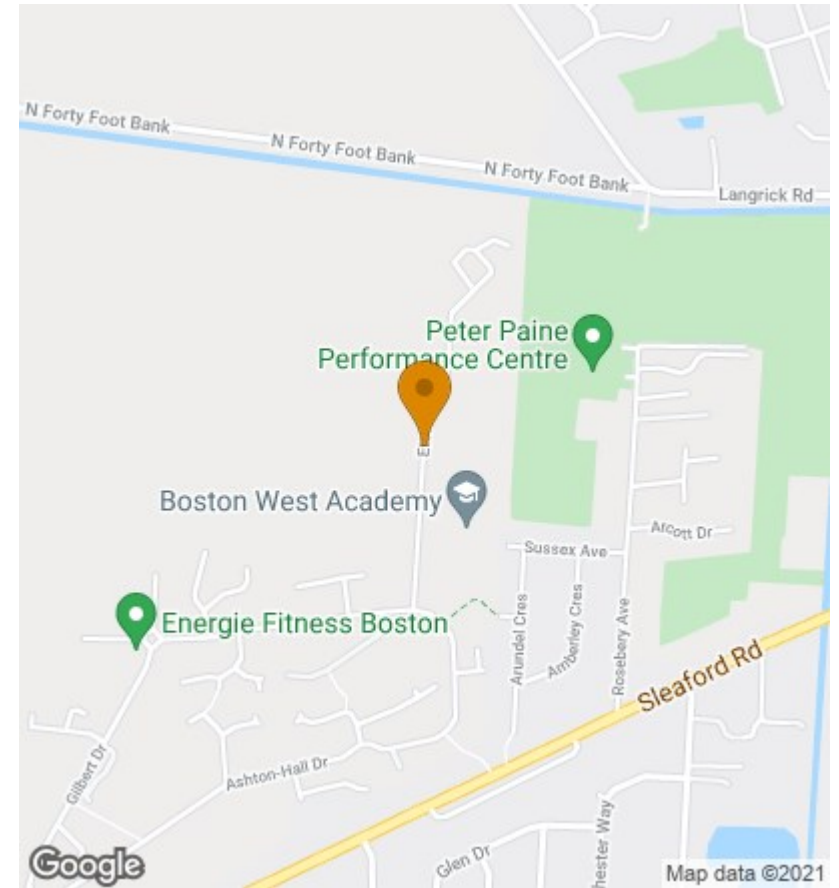 N Forty Foot Bank
N Forty Foot Bank
N Forty Foot Bank
Langrick Rd
Peter Paine
Performance Centre
E
Boston West Academy
Arcott Dr
Sussex Ave
Energie Fitness Boston
Arundel Cres
Amberley Cres
Rosebery Ave
Sleaford Rd
Gilbert Dr
Ashton-Hall Dr
hester Way
Glen Dr
Google
Map data ©2021